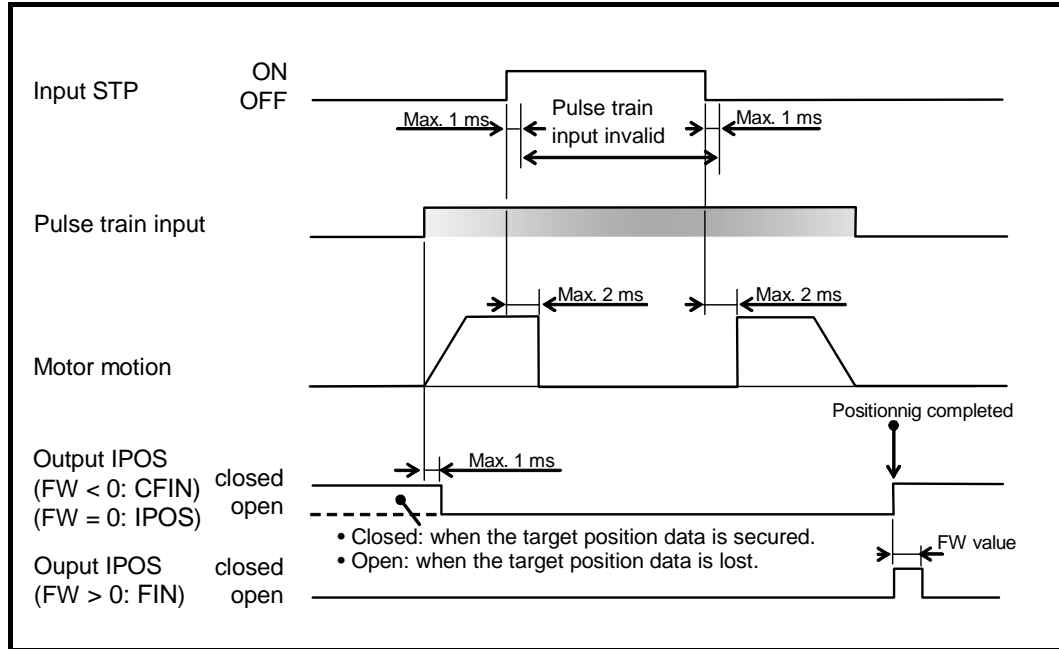 Input STP
ON
OFF
Max. 1 ms
Pulse train
input invalid
Max. 1 ms
Pulse train input
Max. 2 ms
Max. 2 ms
Motor motion
Positionnig completed
Output IPOS
(FW < 0: CFIN)
(FW = 0: IPOS)
closed
open
Max. 1 ms
• Closed: when the target position data is secured.
• Open: when the target position data is lost.
FW value
Ouput IPOS
(FW > 0: FIN)
closed
open